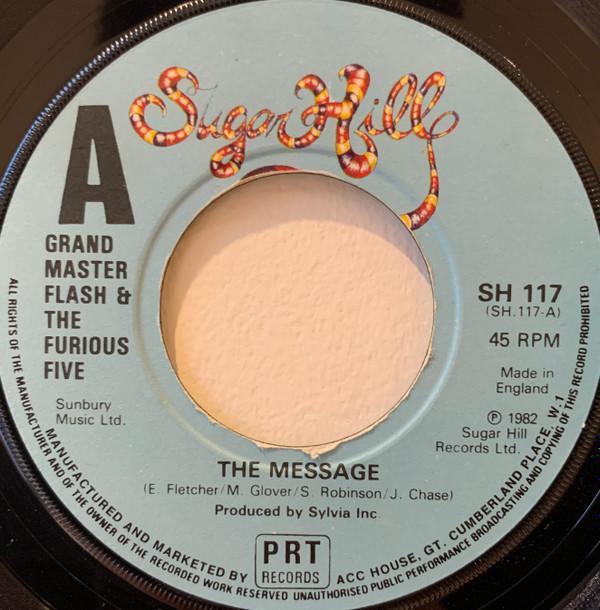 Sugar Hill
A
GRAND
MASTER
FLASH &
THE
FURIOUS
FIVE
Sunbury
Music Ltd.
SH 117
(SH.117-A)
45 RPM
Made in
England
℗ 1982
Sugar Hill
Records Ltd.
THE MESSAGE
(E. Fletcher/M. Glover/S. Robinson/J. Chase)
Produced by Sylvia Inc.
MANUFACTURED AND MARKETED BY PRT RECORDS ACC HOUSE, GT. CUMBERLAND PLACE, W.1
ALL RIGHTS OF THE MANUFACTURER AND OF THE OWNER OF THE RECORDED WORK RESERVED UNAUTHORISED PUBLIC PERFORMANCE BROADCASTING AND COPYING OF THIS RECORD PROHIBITED